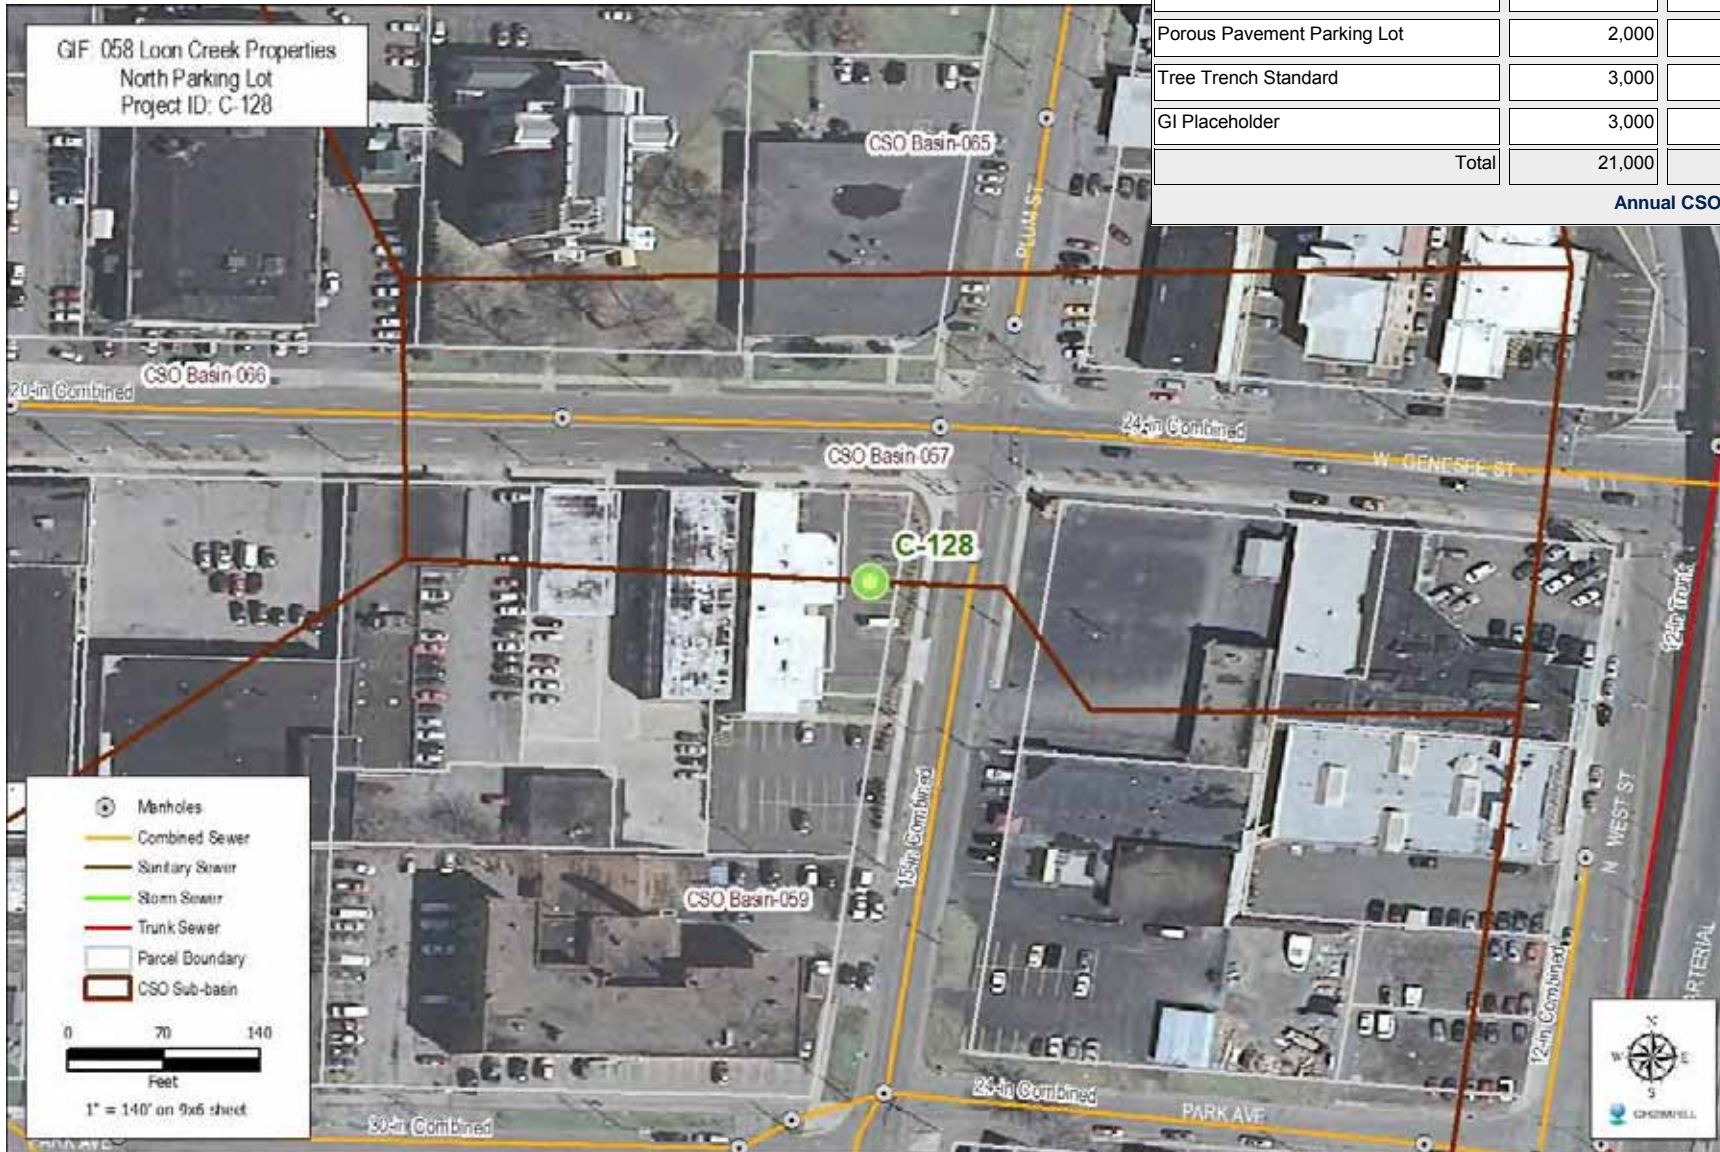 GIF: 058 Loon Creek Properties
North Parking Lot
Project ID: C-128
Porous Pavement Parking Lot 2,000
Tree Trench Standard 3,000
GI Placeholder 3,000
Total 21,000
Annual CSO
CSO Basin-065
PLUM ST
CSO Basin-066
20-in Combined
24-in Combined
CSO Basin-057
W. GENESEE ST
C-128
12-in Trunk
15-in Combined
N WEST ST
CSO Basin-059
ARTERIAL
12-in Combined
24-in Combined
PARK AVE
30-in Combined
PARK AVE
Manholes
Combined Sewer
Sanitary Sewer
Storm Sewer
Trunk Sewer
Parcel Boundary
CSO Sub-basin
0 70 140
Feet
1" = 140' on 9x6 sheet
N
W E
S
CH2MHILL